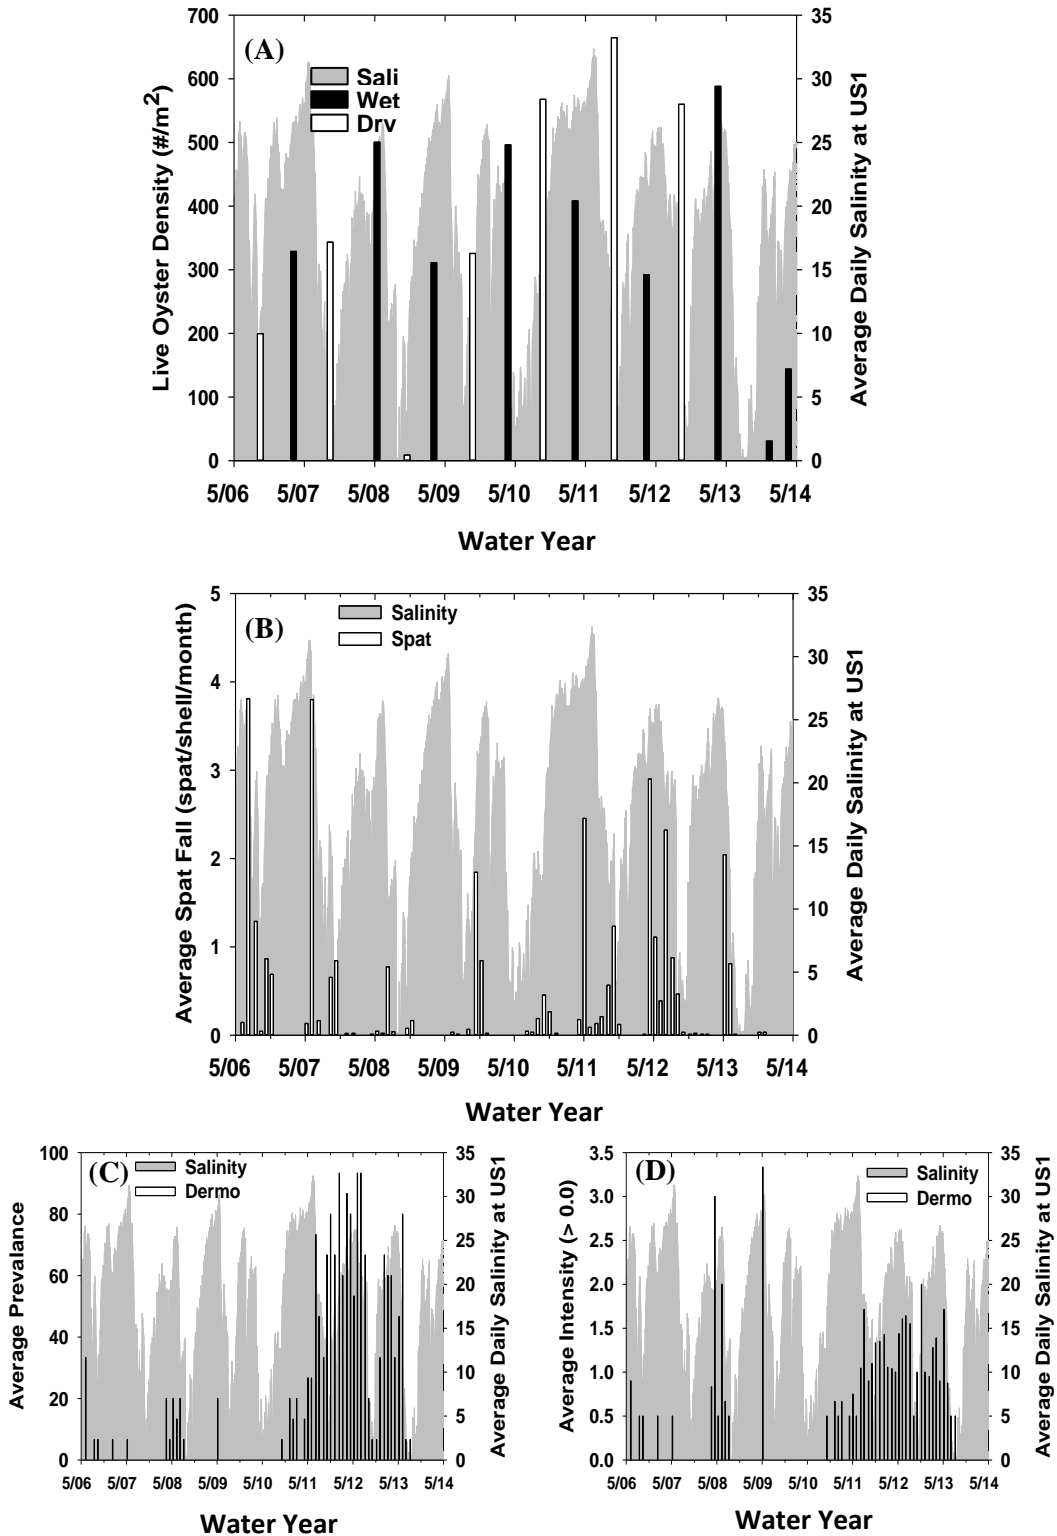 (A)
Sali
Wet
Dry
Live Oyster Density (#/m2)
Average Daily Salinity at US1
700
600
500
400
300
200
100
0
35
30
25
20
15
10
5
0
5/06 5/07 5/08 5/09 5/10 5/11 5/12 5/13 5/14
Water Year
(B)
Salinity
Spat
Average Spat Fall (spat/shell/month)
Average Daily Salinity at US1
5
4
3
2
1
0
35
30
25
20
15
10
5
0
5/06 5/07 5/08 5/09 5/10 5/11 5/12 5/13 5/14
Water Year
(C)
Salinity
Dermo
Average Prevalance
Average Daily Salinity at US1
100
80
60
40
20
0
35
30
25
20
15
10
5
0
5/06 5/07 5/08 5/09 5/10 5/11 5/12 5/13 5/14
Water Year
(D)
Salinity
Dermo
Average Intensity (> 0.0)
Average Daily Salinity at US1
3.5
3.0
2.5
2.0
1.5
1.0
0.5
0.0
35
30
25
20
15
10
5
0
5/06 5/07 5/08 5/09 5/10 5/11 5/12 5/13 5/14
Water Year